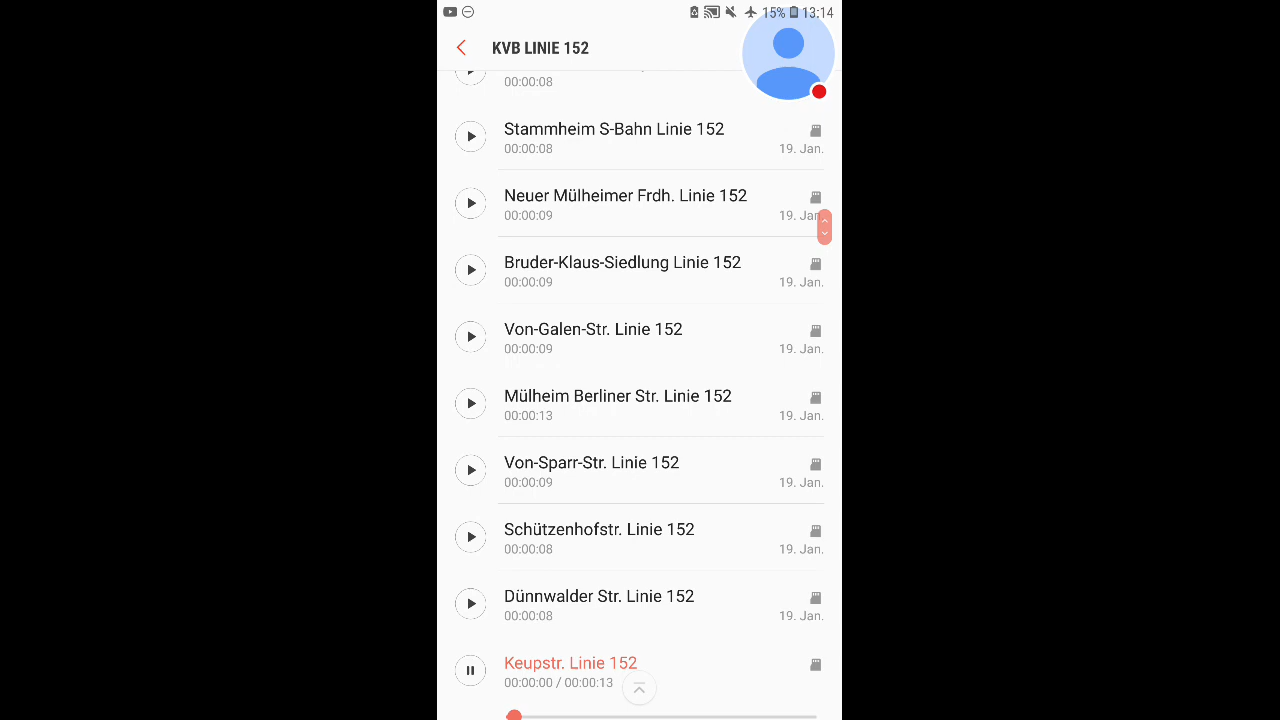 15% 13:14
KVB LINIE 152
00:00:08
Stammheim S-Bahn Linie 152
00:00:08 19. Jan.
Neuer Mülheimer Frdh. Linie 152
00:00:09 19. Jan.
Bruder-Klaus-Siedlung Linie 152
00:00:09 19. Jan.
Von-Galen-Str. Linie 152
00:00:09 19. Jan.
Mülheim Berliner Str. Linie 152
00:00:13 19. Jan.
Von-Sparr-Str. Linie 152
00:00:09 19. Jan.
Schützenhofstr. Linie 152
00:00:08 19. Jan.
Dünnwalder Str. Linie 152
00:00:08 19. Jan.
Keupstr. Linie 152
00:00:00 / 00:00:13